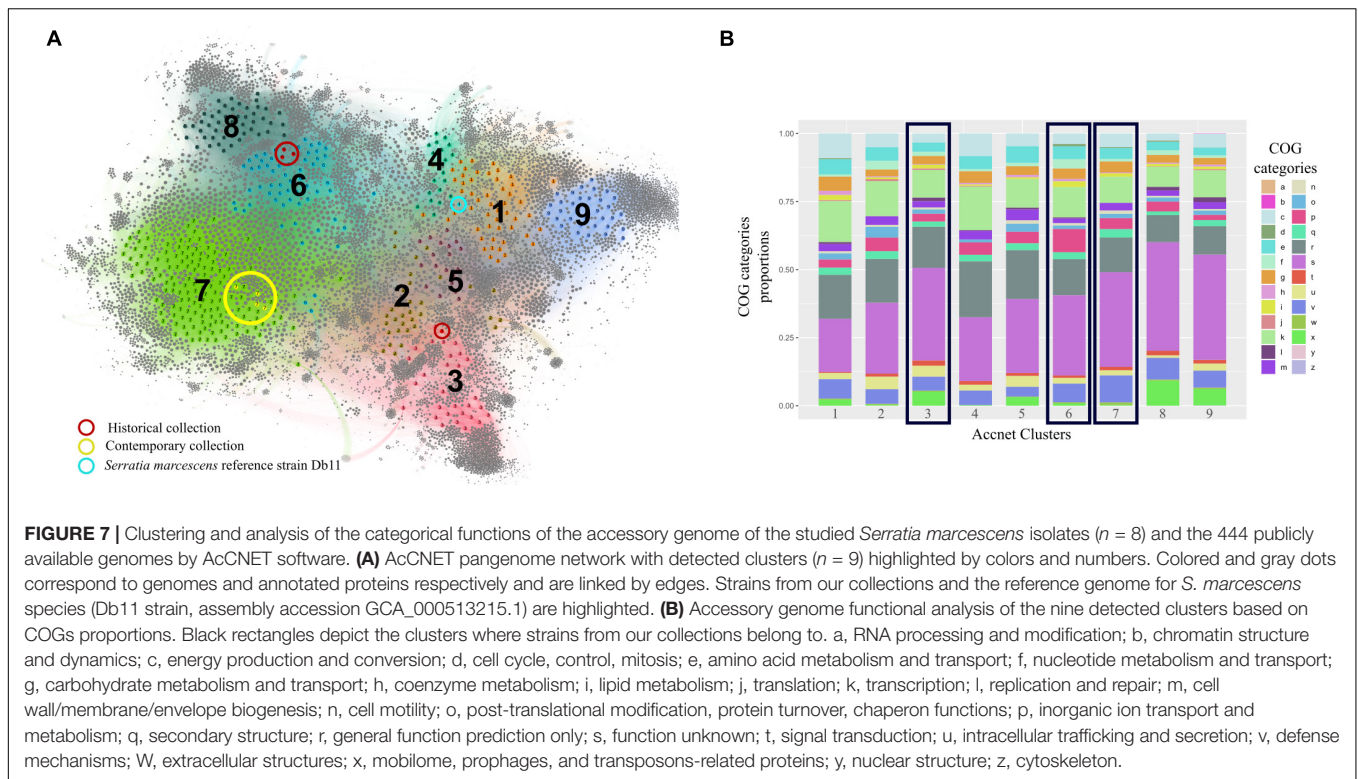 A
8
6
4
1
9
7
5
2
3
Historical collection
Contemporary collection
Serratia marcescens reference strain Db11
B
1.00
0.75
0.50
0.25
0.00
COG categories
proportions
1 2 3 4 5 6 7 8 9
Accnet Clusters
COG
categories
a n
b o
c p
d q
e r
f s
g t
h u
i v
j w
k x
l y
m z
FIGURE 7 | Clustering and analysis of the categorical functions of the accessory genome of the studied Serratia marcescens isolates (n = 8) and the 444 publicly
available genomes by AcCNET software. (A) AcCNET pangenome network with detected clusters (n = 9) highlighted by colors and numbers. Colored and gray dots
correspond to genomes and annotated proteins respectively and are linked by edges. Strains from our collections and the reference genome for S. marcescens
species (Db11 strain, assembly accession GCA_000513215.1) are highlighted. (B) Accessory genome functional analysis of the nine detected clusters based on
COGs proportions. Black rectangles depict the clusters where strains from our collections belong to. a, RNA processing and modification; b, chromatin structure
and dynamics; c, energy production and conversion; d, cell cycle, control, mitosis; e, amino acid metabolism and transport; f, nucleotide metabolism and transport;
g, carbohydrate metabolism and transport; h, coenzyme metabolism; i, lipid metabolism; j, translation; k, transcription; l, replication and repair; m, cell
wall/membrane/envelope biogenesis; n, cell motility; o, post-translational modification, protein turnover, chaperon functions; p, inorganic ion transport and
metabolism; q, secondary structure; r, general function prediction only; s, function unknown; t, signal transduction; u, intracellular trafficking and secretion; v, defense
mechanisms; W, extracellular structures; x, mobilome, prophages, and transposons-related proteins; y, nuclear structure; z, cytoskeleton.